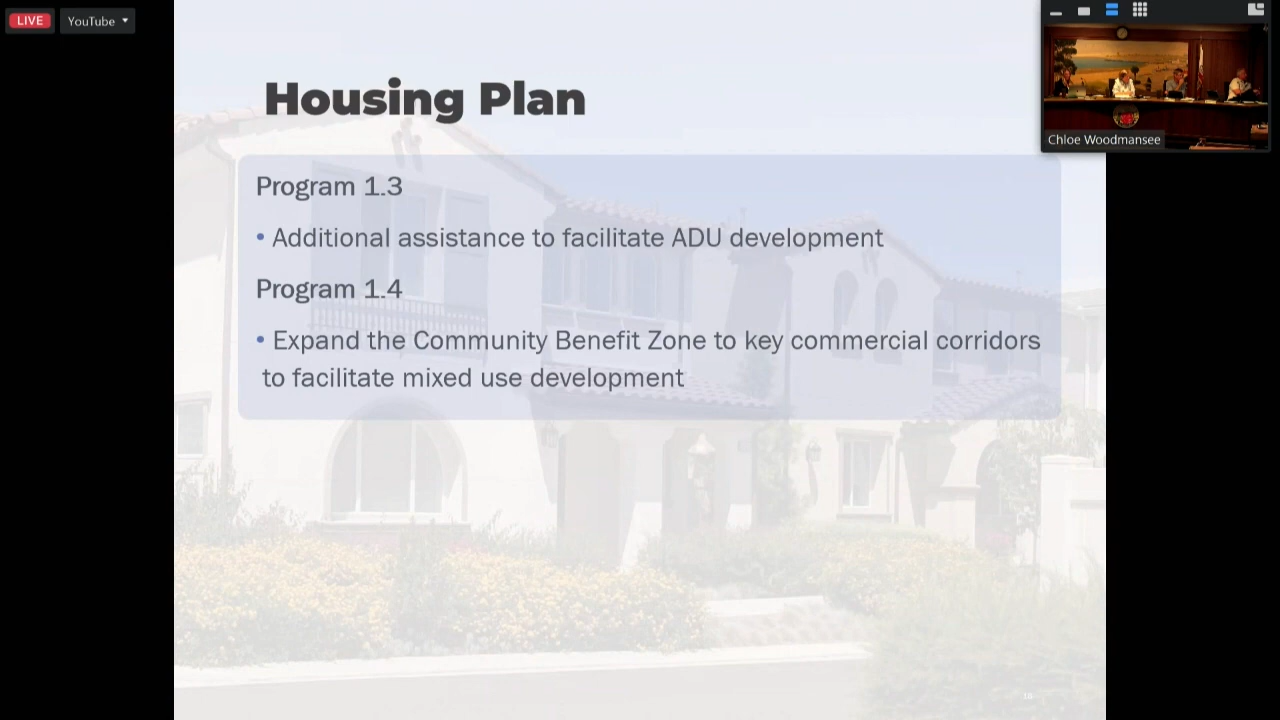 LIVE
YouTube
Chloe Woodmansee
Housing Plan
Program 1.3
• Additional assistance to facilitate ADU development
Program 1.4
• Expand the Community Benefit Zone to key commercial corridors
to facilitate mixed use development
18